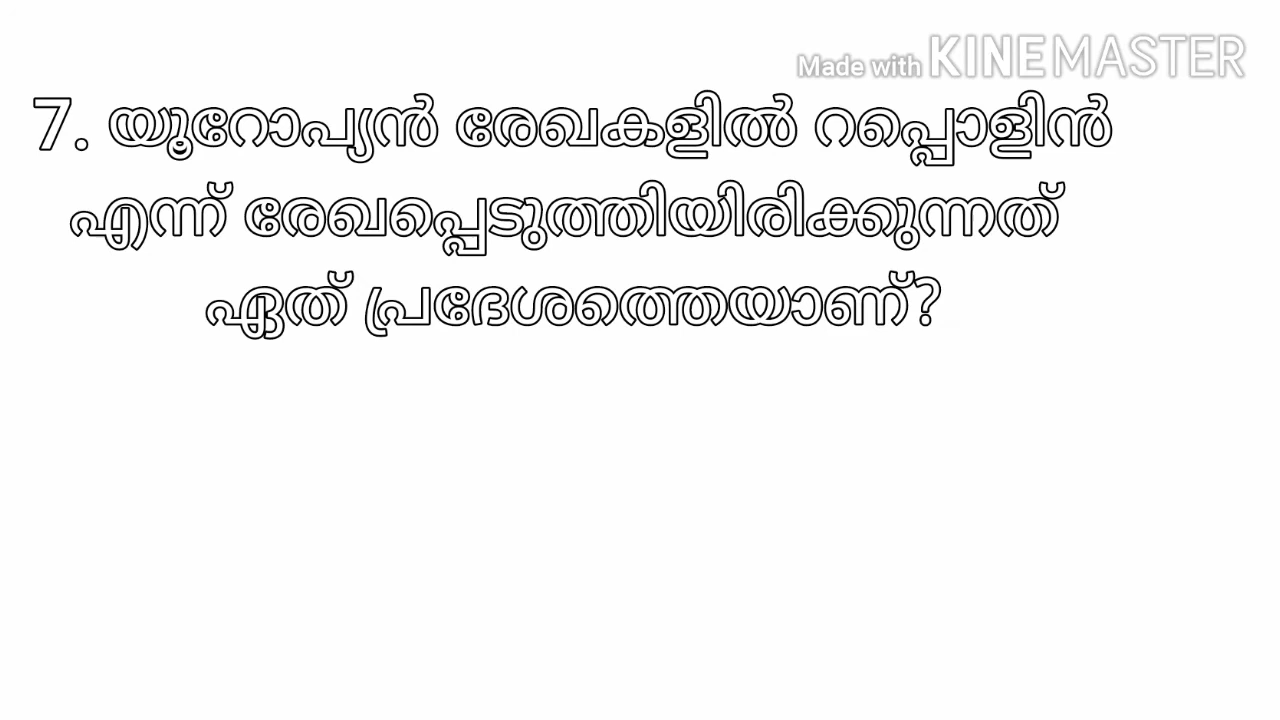 Made with KINEMASTER
7. യൂറോപ്യൻ രേഖകളിൽ റപ്പൊളിൻ
എന്ന് രേഖപ്പെടുത്തിയിരിക്കുന്നത്
ഏത് പ്രദേശത്തെയാണ്?